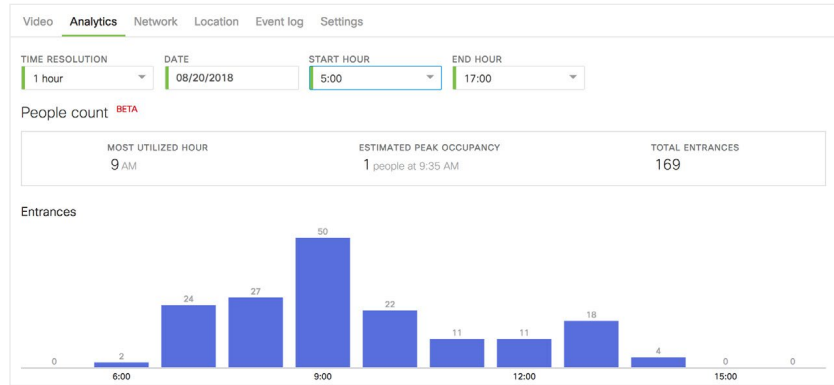 Video Analytics Network Location Event log Settings
TIME RESOLUTION DATE START HOUR END HOUR
1 hour 08/20/2018 5:00 17:00
People count BETA
MOST UTILIZED HOUR ESTIMATED PEAK OCCUPANCY TOTAL ENTRANCES
9 AM 1 people at 9:35 AM 169
Entrances
50
24 27 22
18
11 11
0 2 4 0 0
6:00 9:00 12:00 15:00